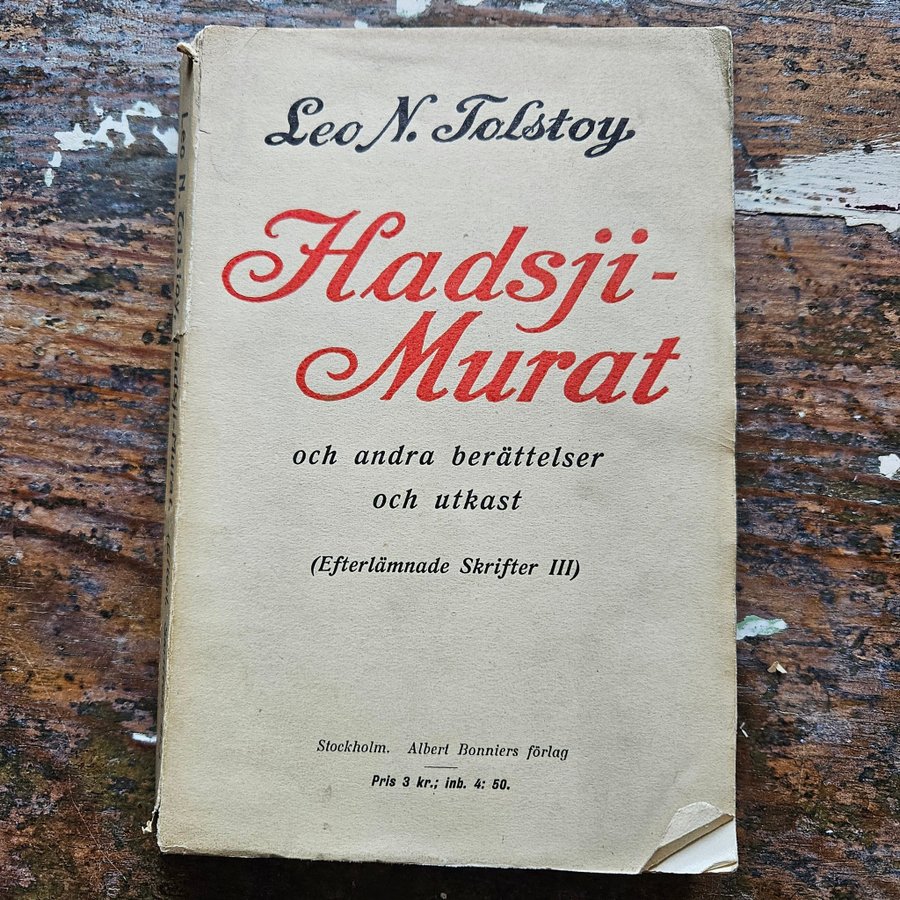 Leo N. Tolstoy
Hadsji-
Murat
och andra berättelser
och utkast
(Efterlämnade Skrifter III)
Stockholm. Albert Bonniers förlag
Pris 3 kr.; inb. 4: 50.